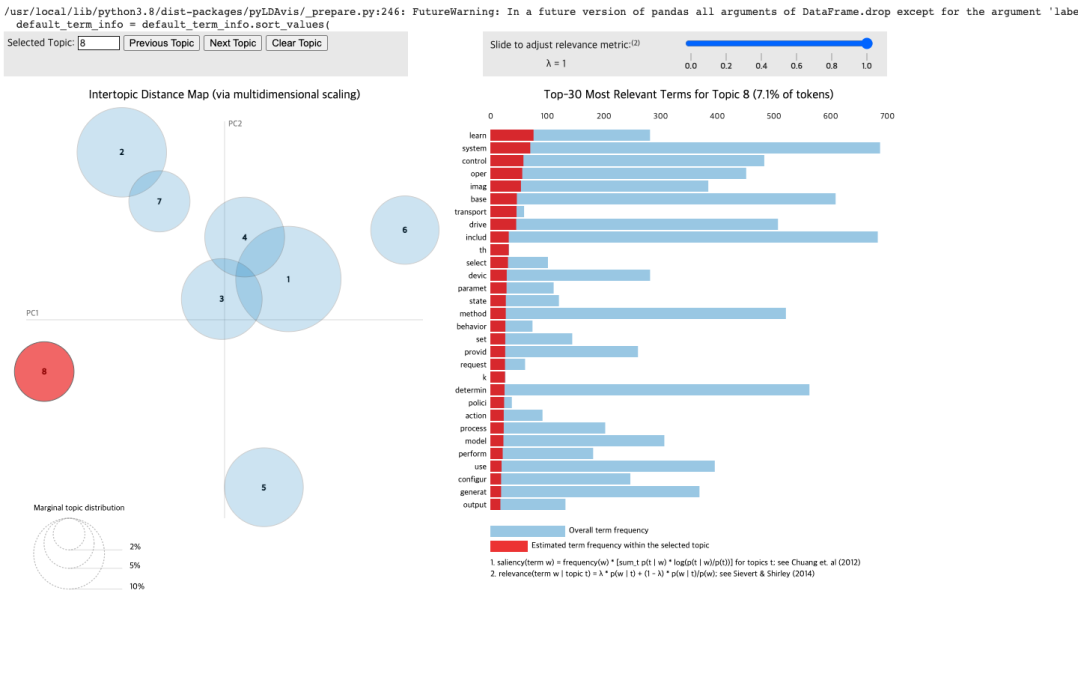 /usr/local/lib/python3.8/dist-packages/pyLDAvis/_prepare.py:246: FutureWarning: In a future version of pandas all arguments of DataFrame.drop except for the argument 'labe
default_term_info = default_term_info.sort_values(
Selected Topic: 8 Previous Topic Next Topic Clear Topic
Slide to adjust relevance metric:(2)
λ = 1
0.0 0.2 0.4 0.6 0.8 1.0
Intertopic Distance Map (via multidimensional scaling)
PC2
PC1
2
7
4
6
1
3
8
5
Marginal topic distribution
2%
5%
10%
Top-30 Most Relevant Terms for Topic 8 (7.1% of tokens)
0 100 200 300 400 500 600 700
learn
system
control
oper
imag
base
transport
drive
includ
th
select
devic
paramet
state
method
behavior
set
provid
request
k
determin
polici
action
process
model
perform
use
configur
generat
output
Overall term frequency
Estimated term frequency within the selected topic
1. saliency(term w) = frequency(w) * [sum_t p(t | w) * log(p(t | w)/p(t))] for topics t; see Chuang et. al (2012)
2. relevance(term w | topic t) = λ * p(w | t) + (1 - λ) * p(w | t)/p(w); see Sievert & Shirley (2014)